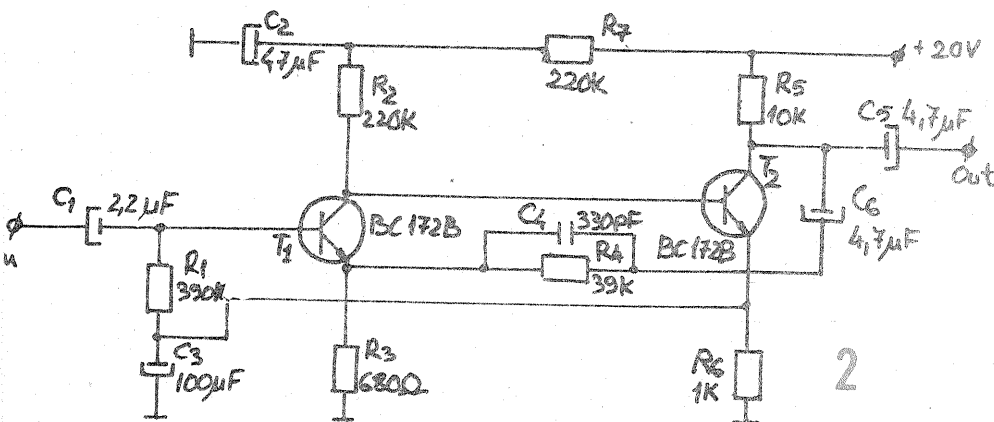 C2
4,7µF
R7
220K
+20V
R2
220K
R5
10K
C5 4,7µF
Out
T2
C1
2,2µF
T1
BC172B
C4
330pF
R4
39K
BC172B
C6
4,7µF
R1
390K
C3
100µF
R3
680Ω
R6
1K
2